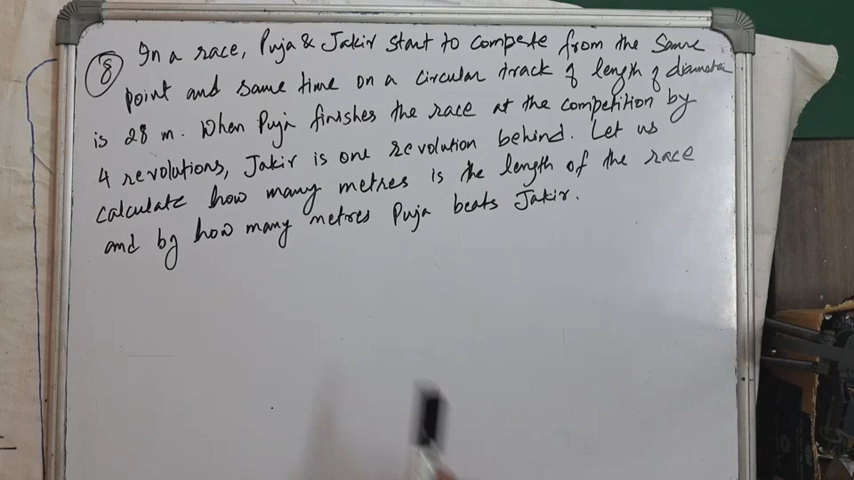 8 In a race, Puja & Jakir start to compete from the same
point and same time on a circular track of length of diameter
is 28 m. When Puja finishes the race at the competition by
4 revolutions, Jakir is one revolution behind. Let us
calculate how many metres is the length of the race
and by how many metres Puja beats Jakir.